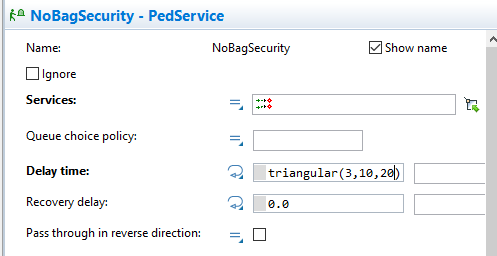 NoBagSecurity - PedService
Name: NoBagSecurity Show name
Ignore
Services:
Queue choice policy:
Delay time: triangular(3,10,20)
Recovery delay: 0.0
Pass through in reverse direction: